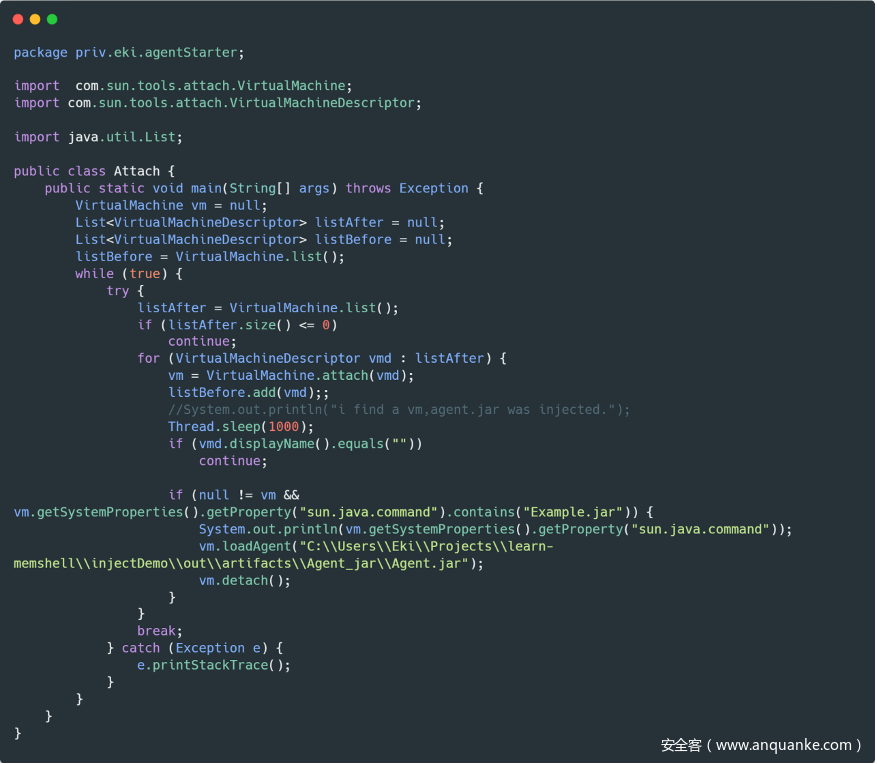 package priv.eki.agentStarter;

import  com.sun.tools.attach.VirtualMachine;
import com.sun.tools.attach.VirtualMachineDescriptor;

import java.util.List;

public class Attach {
    public static void main(String[] args) throws Exception {
        VirtualMachine vm = null;
        List<VirtualMachineDescriptor> listAfter = null;
        List<VirtualMachineDescriptor> listBefore = null;
        listBefore = VirtualMachine.list();
        while (true) {
            try {
                listAfter = VirtualMachine.list();
                if (listAfter.size() <= 0)
                    continue;
                for (VirtualMachineDescriptor vmd : listAfter) {
                    vm = VirtualMachine.attach(vmd);
                    listBefore.add(vmd);;
                    //System.out.println("i find a vm,agent.jar was injected.");
                    Thread.sleep(1000);
                    if (vmd.displayName().equals(""))
                        continue;

                    if (null != vm &&
vm.getSystemProperties().getProperty("sun.java.command").contains("Example.jar")) {
                        System.out.println(vm.getSystemProperties().getProperty("sun.java.command"));
                        vm.loadAgent("C:\\Users\\Eki\\Projects\\learn-
memshell\\injectDemo\\out\\artifacts\\Agent_jar\\Agent.jar");
                        vm.detach();
                    }
                }
                break;
            } catch (Exception e) {
                e.printStackTrace();
            }
        }
    }
}
安全客（www.anquanke.com）